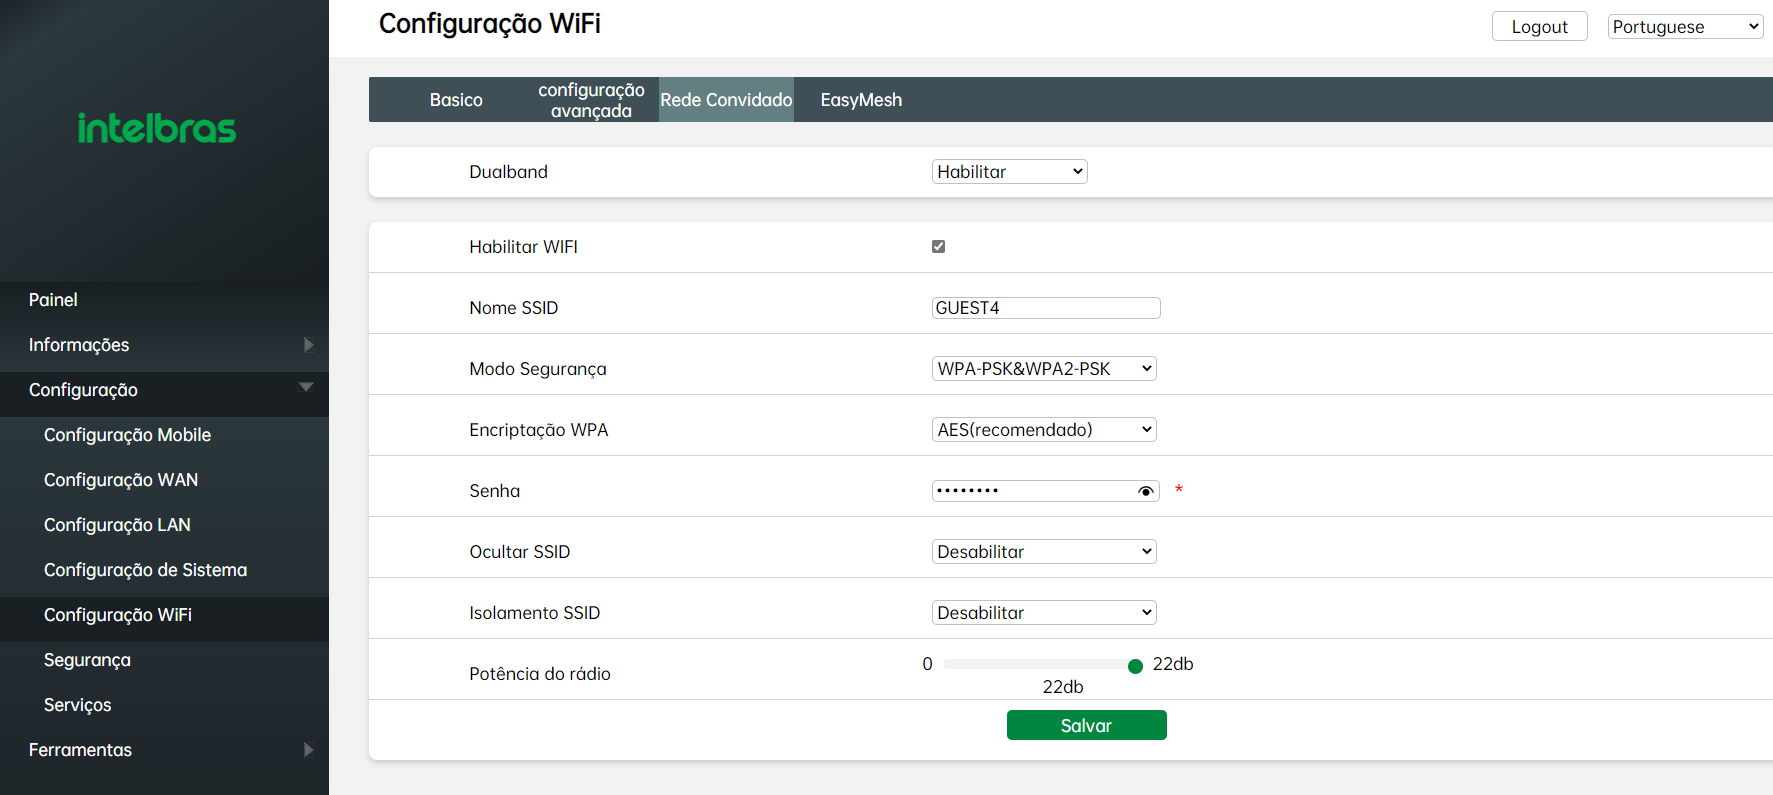 Configuração WiFi
Logout
Portuguese
intelbras
Basico
configuração
avançada
Rede Convidado
EasyMesh
Dualband
Habilitar
Habilitar WIFI
Nome SSID
GUEST4
Modo Segurança
WPA-PSK&WPA2-PSK
Encriptação WPA
AES(recomendado)
Senha
••••••••
*
Ocultar SSID
Desabilitar
Isolamento SSID
Desabilitar
Potência do rádio
0
22db
22db
Salvar
Painel
Informações
Configuração
Configuração Mobile
Configuração WAN
Configuração LAN
Configuração de Sistema
Configuração WiFi
Segurança
Serviços
Ferramentas